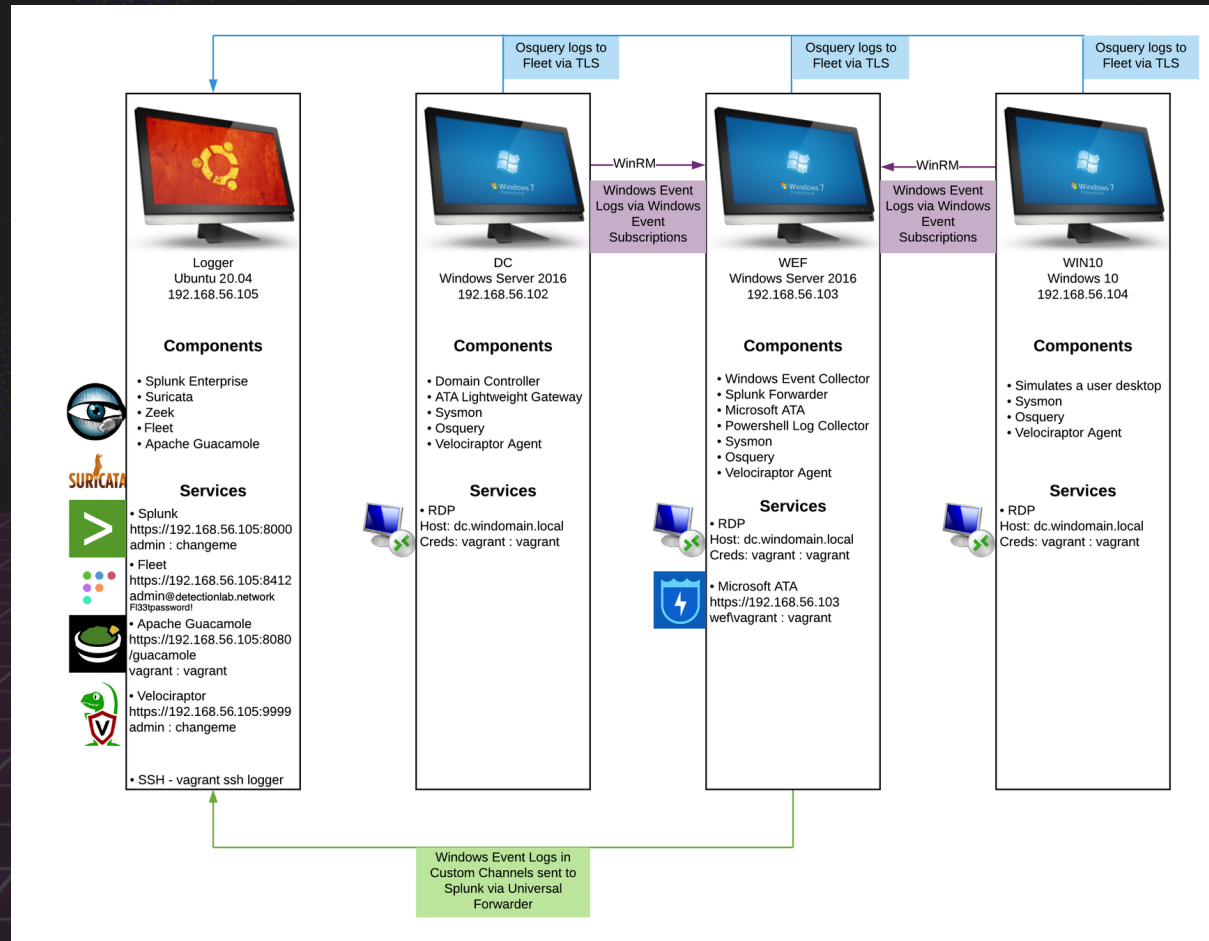 Osquery logs to
Fleet via TLS
Osquery logs to
Fleet via TLS
Osquery logs to
Fleet via TLS
WinRM
Windows Event
Logs via Windows
Event
Subscriptions
WinRM
Windows Event
Logs via Windows
Event
Subscriptions
Logger
Ubuntu 20.04
192.168.56.105
Components
• Splunk Enterprise
• Suricata
• Zeek
• Fleet
• Apache Guacamole
SURICATA
Services
• Splunk
https://192.168.56.105:8000
admin : changeme
• Fleet
https://192.168.56.105:8412
admin@detectionlab.network
Fl33tpassword!
• Apache Guacamole
https://192.168.56.105:8080
/guacamole
vagrant : vagrant
V
• Velociraptor
https://192.168.56.105:9999
admin : changeme
• SSH - vagrant ssh logger
Windows 7
DC
Windows Server 2016
192.168.56.102
Components
• Domain Controller
• ATA Lightweight Gateway
• Sysmon
• Osquery
• Velociraptor Agent
Services
• RDP
Host: dc.windomain.local
Creds: vagrant : vagrant
Windows 7
WEF
Windows Server 2016
192.168.56.103
Components
• Windows Event Collector
• Splunk Forwarder
• Microsoft ATA
• Powershell Log Collector
• Sysmon
• Osquery
• Velociraptor Agent
Services
• RDP
Host: dc.windomain.local
Creds: vagrant : vagrant
• Microsoft ATA
https://192.168.56.103
wef\vagrant : vagrant
Windows 7
WIN10
Windows 10
192.168.56.104
Components
• Simulates a user desktop
• Sysmon
• Osquery
• Velociraptor Agent
Services
• RDP
Host: dc.windomain.local
Creds: vagrant : vagrant
Windows Event Logs in
Custom Channels sent to
Splunk via Universal
Forwarder